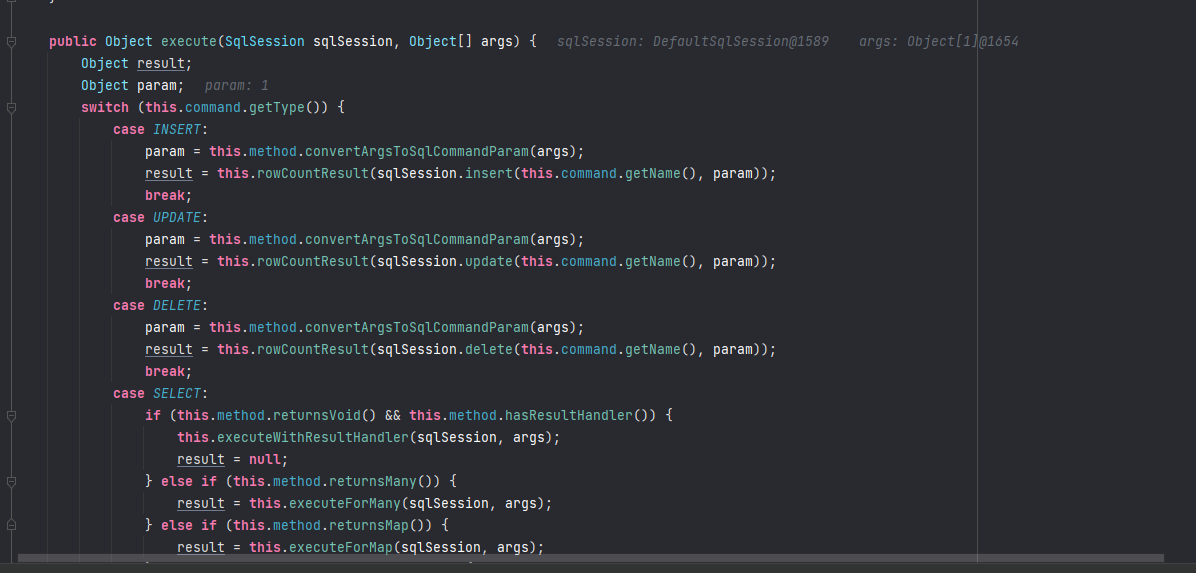 }
public Object execute(SqlSession sqlSession, Object[] args) {   sqlSession: DefaultSqlSession@1589    args: Object[1]@1654
    Object result;
    Object param;   param: 1
    switch (this.command.getType()) {
        case INSERT:
            param = this.method.convertArgsToSqlCommandParam(args);
            result = this.rowCountResult(sqlSession.insert(this.command.getName(), param));
            break;
        case UPDATE:
            param = this.method.convertArgsToSqlCommandParam(args);
            result = this.rowCountResult(sqlSession.update(this.command.getName(), param));
            break;
        case DELETE:
            param = this.method.convertArgsToSqlCommandParam(args);
            result = this.rowCountResult(sqlSession.delete(this.command.getName(), param));
            break;
        case SELECT:
            if (this.method.returnsVoid() && this.method.hasResultHandler()) {
                this.executeWithResultHandler(sqlSession, args);
                result = null;
            } else if (this.method.returnsMany()) {
                result = this.executeForMany(sqlSession, args);
            } else if (this.method.returnsMap()) {
                result = this.executeForMap(sqlSession, args);